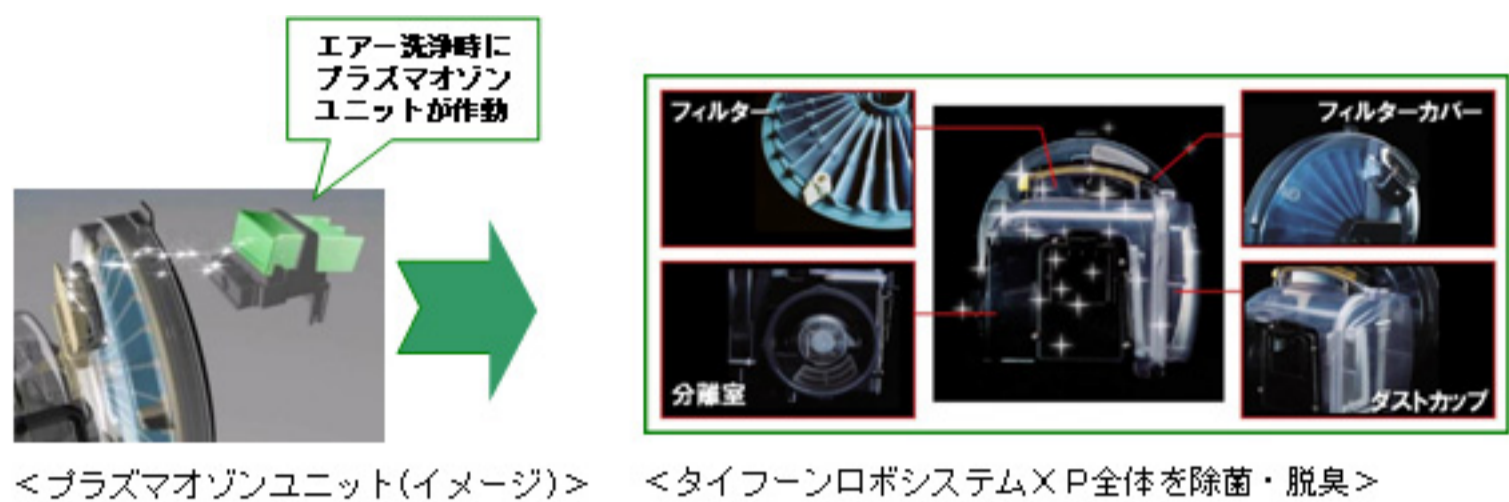 エアー洗浄時に
プラズマオゾン
ユニットが作動
フィルター
フィルターカバー
分離室
ダストカップ
＜プラズマオゾンユニット(イメージ)＞
＜タイフーンロボシステムＸＰ全体を除菌・脱臭＞